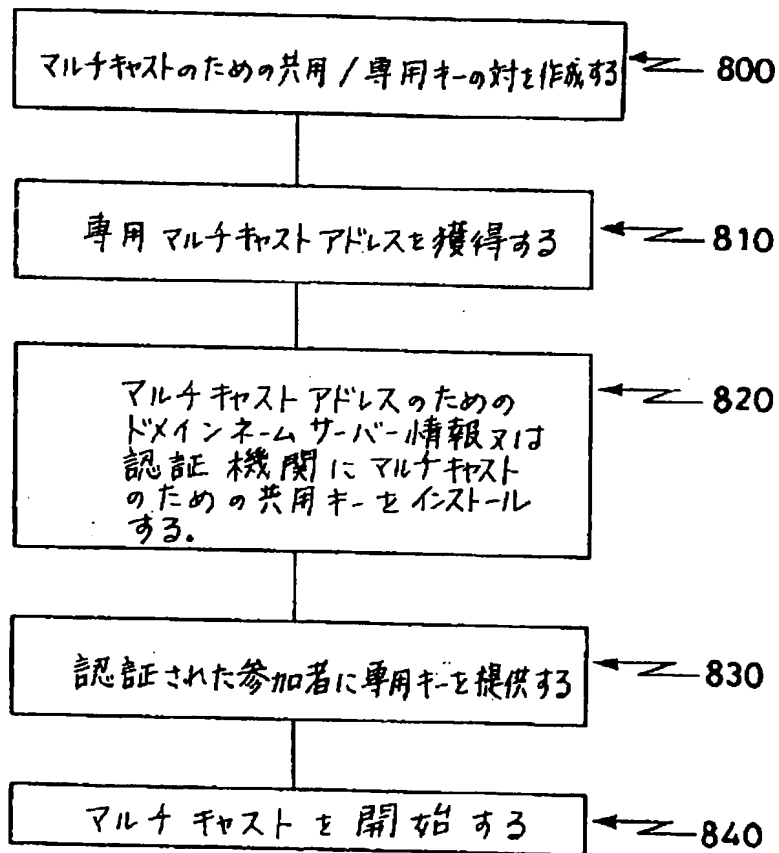 マルチキャストのための共用/専用キーの対を作成する
800
専用マルチキャストアドレスを獲得する
810
マルチキャストアドレスのための
ドメインネームサーバー情報又は
認証機関にマルチキャスト
のための共用キーをインストール
する.
820
認証された参加者に専用キーを提供する
830
マルチキャストを開始する
840